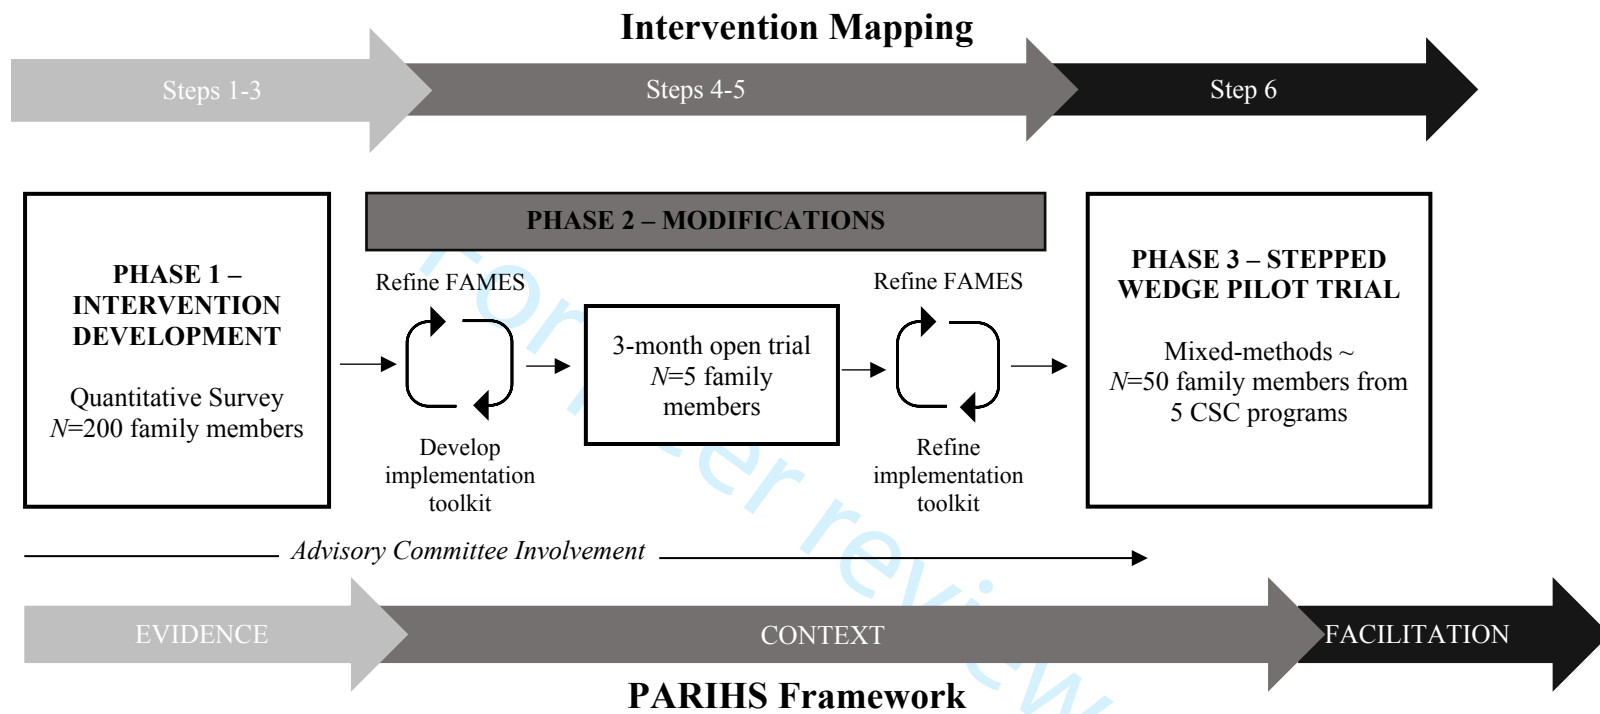 Intervention Mapping
Steps 1-3
Steps 4-5
Step 6
PHASE 1 –
INTERVENTION
DEVELOPMENT
Quantitative Survey
N=200 family members
PHASE 2 – MODIFICATIONS
Refine FAMES
Develop
implementation
toolkit
3-month open trial
N=5 family
members
Refine FAMES
Refine
implementation
toolkit
PHASE 3 – STEPPED
WEDGE PILOT TRIAL
Mixed-methods ~
N=50 family members from
5 CSC programs
Advisory Committee Involvement
EVIDENCE
CONTEXT
FACILITATION
PARIHS Framework
For peer review